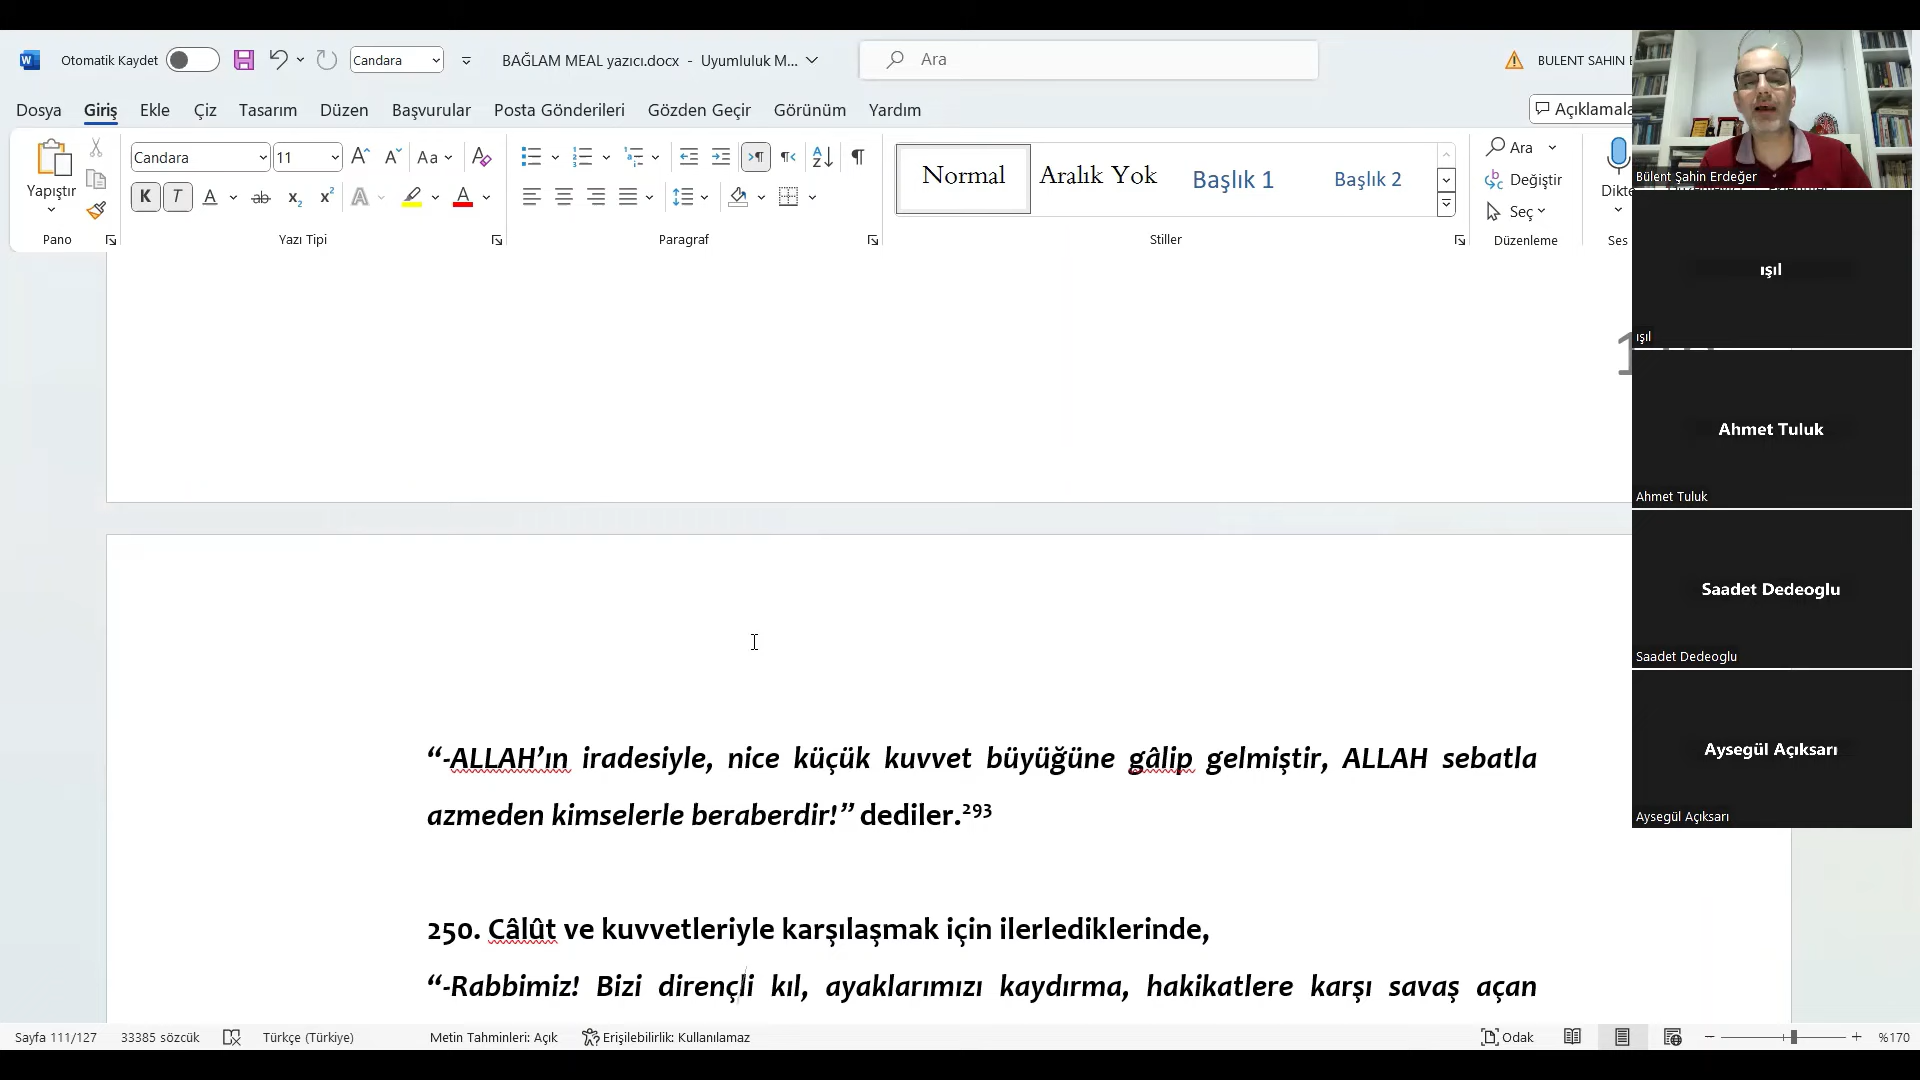 Otomatik Kaydet
Candara
BAĞLAM MEAL yazıcı.docx - Uyumluluk M...
Ara
BULENT SAHIN E
Dosya Giriş Ekle Çiz Tasarım Düzen Başvurular Posta Gönderileri Gözden Geçir Görünüm Yardım
Açıklamala
Yapıştır
Candara 11
Normal Aralık Yok Başlık 1 Başlık 2
Ara
Değiştir
Seç
Dikte
Pano Yazı Tipi Paragraf Stiller Düzenleme Ses
Bülent Şahin Erdeğer
ışıl
ışıl
Ahmet Tuluk
Ahmet Tuluk
Saadet Dedeoglu
Saadet Dedeoglu
Aysegül Açıksarı
Aysegül Açıksarı
“-ALLAH’ın iradesiyle, nice küçük kuvvet büyüğüne gâlip gelmiştir, ALLAH sebatla
azmeden kimselerle beraberdir!” dediler.293
250. Câlût ve kuvvetleriyle karşılaşmak için ilerlediklerinde,
“-Rabbimiz! Bizi dirençli kıl, ayaklarımızı kaydırma, hakikatlere karşı savaş açan
Sayfa 111/127 33385 sözcük Türkçe (Türkiye) Metin Tahminleri: Açık Erişilebilirlik: Kullanılamaz Odak %170